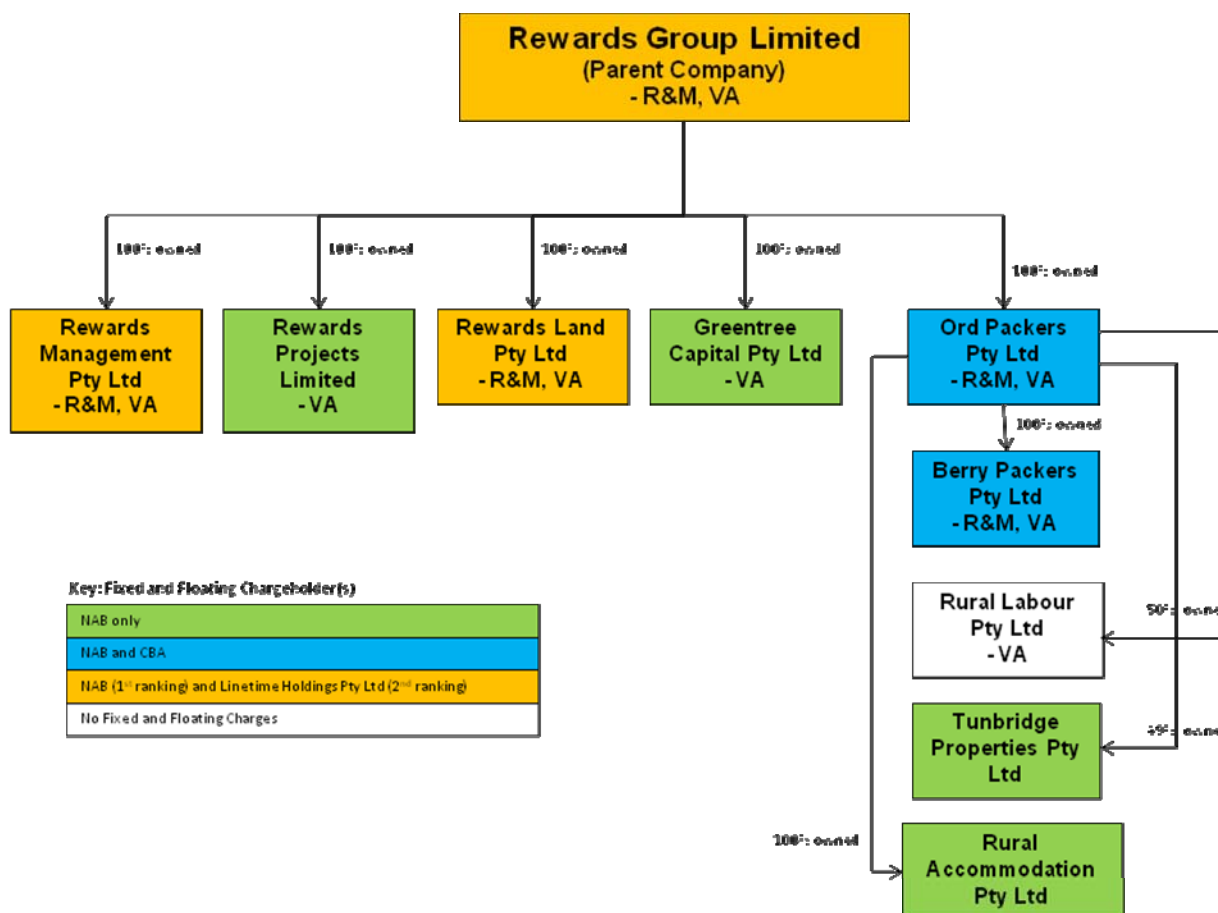 Rewards Group Limited
(Parent Company)
- R&M, VA
100% owned
100% owned
100% owned
100% owned
100% owned
Rewards
Management
Pty Ltd
- R&M, VA
Rewards
Projects
Limited
- VA
Rewards Land
Pty Ltd
- R&M, VA
Greentree
Capital Pty Ltd
- VA
Ord Packers
Pty Ltd
- R&M, VA
100% owned
Berry Packers
Pty Ltd
- R&M, VA
Rural Labour
Pty Ltd
- VA
50% owne
Tunbridge
Properties Pty
Ltd
49% owne
100% owned
Rural
Accommodation
Pty Ltd
Key: Fixed and Floating Chargeholder(s)
NAB only
NAB and CBA
NAB (1st ranking) and Linetime Holdings Pty Ltd (2nd ranking)
No Fixed and Floating Charges